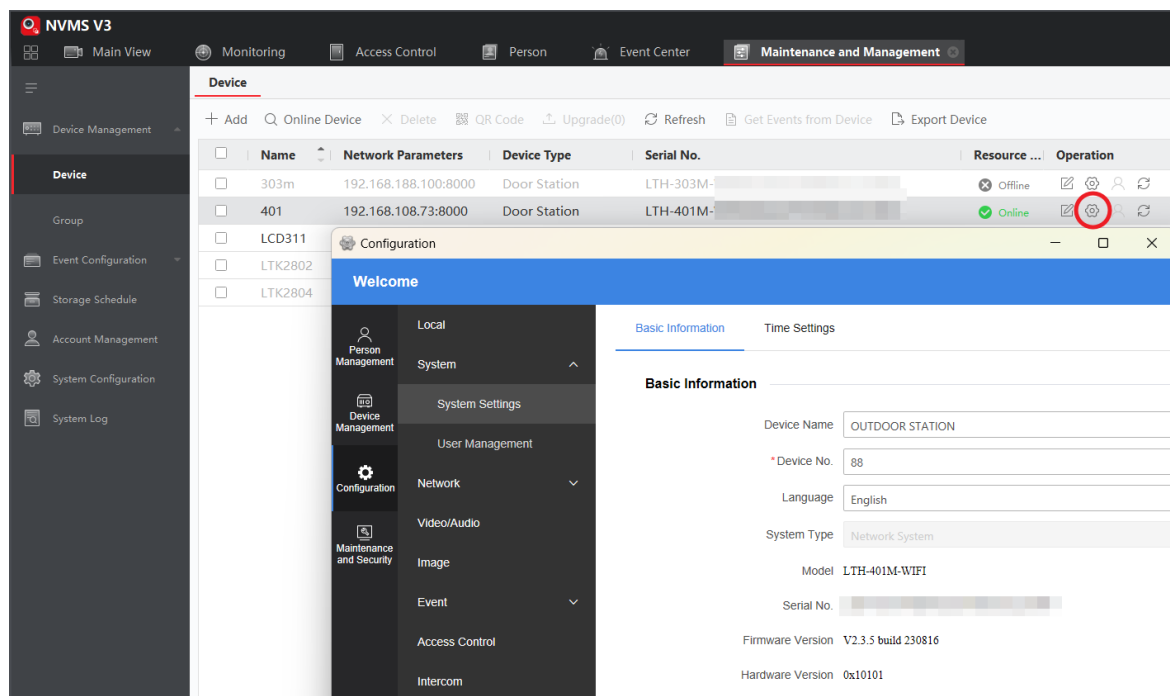 NVMS V3
Main View Monitoring Access Control Person Event Center Maintenance and Management
Device
Add Online Device Delete QR Code Upgrade(0) Refresh Get Events from Device Export Device
Device Management
Device
Group
Event Configuration
Storage Schedule
Account Management
System Configuration
System Log
Name Network Parameters Device Type Serial No. Resource ... Operation
303m 192.168.188.100:8000 Door Station LTH-303M- Offline
401 192.168.108.73:8000 Door Station LTH-401M- Online
LCD311
LTK2802
LTK2804
Configuration
Welcome
Person
Management
Device
Management
Configuration
Maintenance
and Security
Local
System
System Settings
User Management
Network
Video/Audio
Image
Event
Access Control
Intercom
Basic Information Time Settings
Basic Information
Device Name OUTDOOR STATION
*Device No. 88
Language English
System Type Network System
Model LTH-401M-WIFI
Serial No.
Firmware Version V2.3.5 build 230816
Hardware Version 0x10101